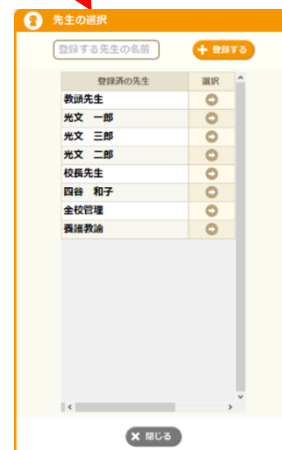 先生の選択
登録する先生の名前 + 登録する
登録済の先生 選択
教頭先生
光文 一郎
光文 三郎
光文 二郎
校長先生
四谷 和子
全校管理
養護教諭
× 閉じる